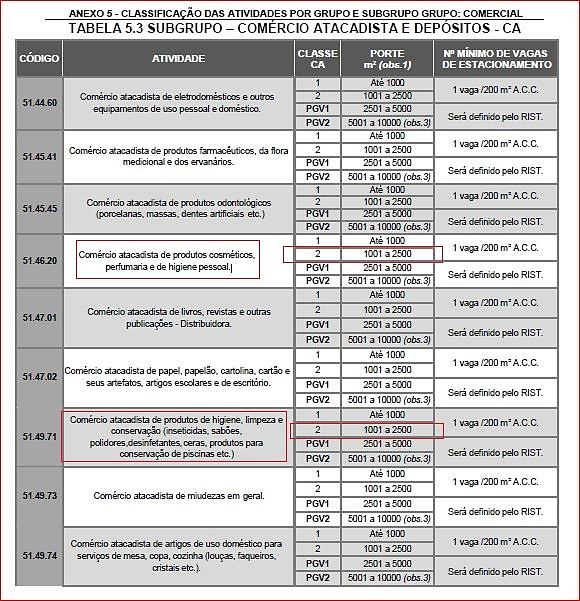 ANEXO 5 - CLASSIFICAÇÃO DAS ATIVIDADES POR GRUPO E SUBGRUPO GRUPO: COMERCIAL
TABELA 5.3 SUBGRUPO – COMÉRCIO ATACADISTA E DEPÓSITOS - CA
CÓDIGO ATIVIDADE CLASSE CA PORTE m² (obs.1) Nº MÍNIMO DE VAGAS DE ESTACIONAMENTO
51.44.60
Comércio atacadista de eletrodomésticos e outros
equipamentos de uso pessoal e doméstico.
1 Até 1000
2 1001 a 2500
PGV1 2501 a 5000
PGV2 5001 a 10000 (obs.3)
1 vaga /200 m² A.C.C.
Será definido pelo RIST.
51.45.41
Comércio atacadista de produtos farmacêuticos, da flora
medicional e dos ervanários.
1 Até 1000
2 1001 a 2500
PGV1 2501 a 5000
PGV2 5001 a 10000 (obs.3)
1 vaga /200 m² A.C.C.
Será definido pelo RIST.
51.45.45
Comércio atacadista de produtos odontológicos
(porcelanas, massas, dentes artificiais etc.)
1 Até 1000
2 1001 a 2500
PGV1 2501 a 5000
PGV2 5001 a 10000 (obs.3)
1 vaga /200 m² A.C.C.
Será definido pelo RIST.
51.46.20
Comércio atacadista de produtos cosméticos,
perfumaria e de higiene pessoal.
1 Até 1000
2 1001 a 2500
PGV1 2501 a 5000
PGV2 5001 a 10000 (obs.3)
1 vaga /200 m² A.C.C.
Será definido pelo RIST.
51.47.01
Comércio atacadista de livros, revistas e outras
publicações - Distribuidora.
1 Até 1000
2 1001 a 2500
PGV1 2501 a 5000
PGV2 5001 a 10000 (obs.3)
1 vaga /200 m² A.C.C.
Será definido pelo RIST.
51.47.02
Comércio atacadista de papel, papelão, cartolina, cartão e
seus artefatos, artigos escolares e de escritório.
1 Até 1000
2 1001 a 2500
PGV1 2501 a 5000
PGV2 5001 a 10000 (obs.3)
1 vaga /200 m² A.C.C.
Será definido pelo RIST.
51.49.71
Comércio atacadista de produtos de higiene, limpeza e
conservação (inseticidas, sabões,
polidores,desinfetantes,ceras, produtos para
conservação de piscinas etc.)
1 Até 1000
2 1001 a 2500
PGV1 2501 a 5000
PGV2 5001 a 10000 (obs.3)
1 vaga /200 m² A.C.C.
Será definido pelo RIST.
51.49.73
Comércio atacadista de miudezas em geral.
1 Até 1000
2 1001 a 2500
PGV1 2501 a 5000
PGV2 5001 a 10000 (obs.3)
1 vaga /200 m² A.C.C.
Será definido pelo RIST.
51.49.74
Comércio atacadista de artigos de uso doméstico para
serviços de mesa, copa, cozinha (louças, faqueiros,
cristais etc.).
1 Até 1000
2 1001 a 2500
PGV1 2501 a 5000
PGV2 5001 a 10000 (obs.3)
1 vaga /200 m² A.C.C.
Será definido pelo RIST.